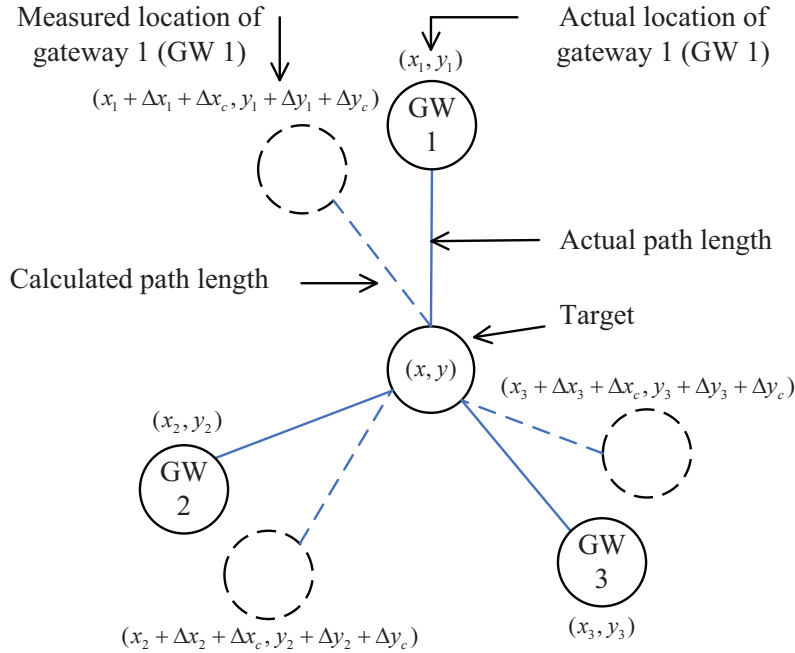 Measured location of
gateway 1 (GW 1)
Actual location of
gateway 1 (GW 1)
(x₁, y₁)
(x₁ + Δx₁ + Δx_c, y₁ + Δy₁ + Δy_c)
GW
1
Actual path length
Calculated path length
Target
(x, y)
(x₃ + Δx₃ + Δx_c, y₃ + Δy₃ + Δy_c)
(x₂, y₂)
GW
2
GW
3
(x₂ + Δx₂ + Δx_c, y₂ + Δy₂ + Δy_c)
(x₃, y₃)